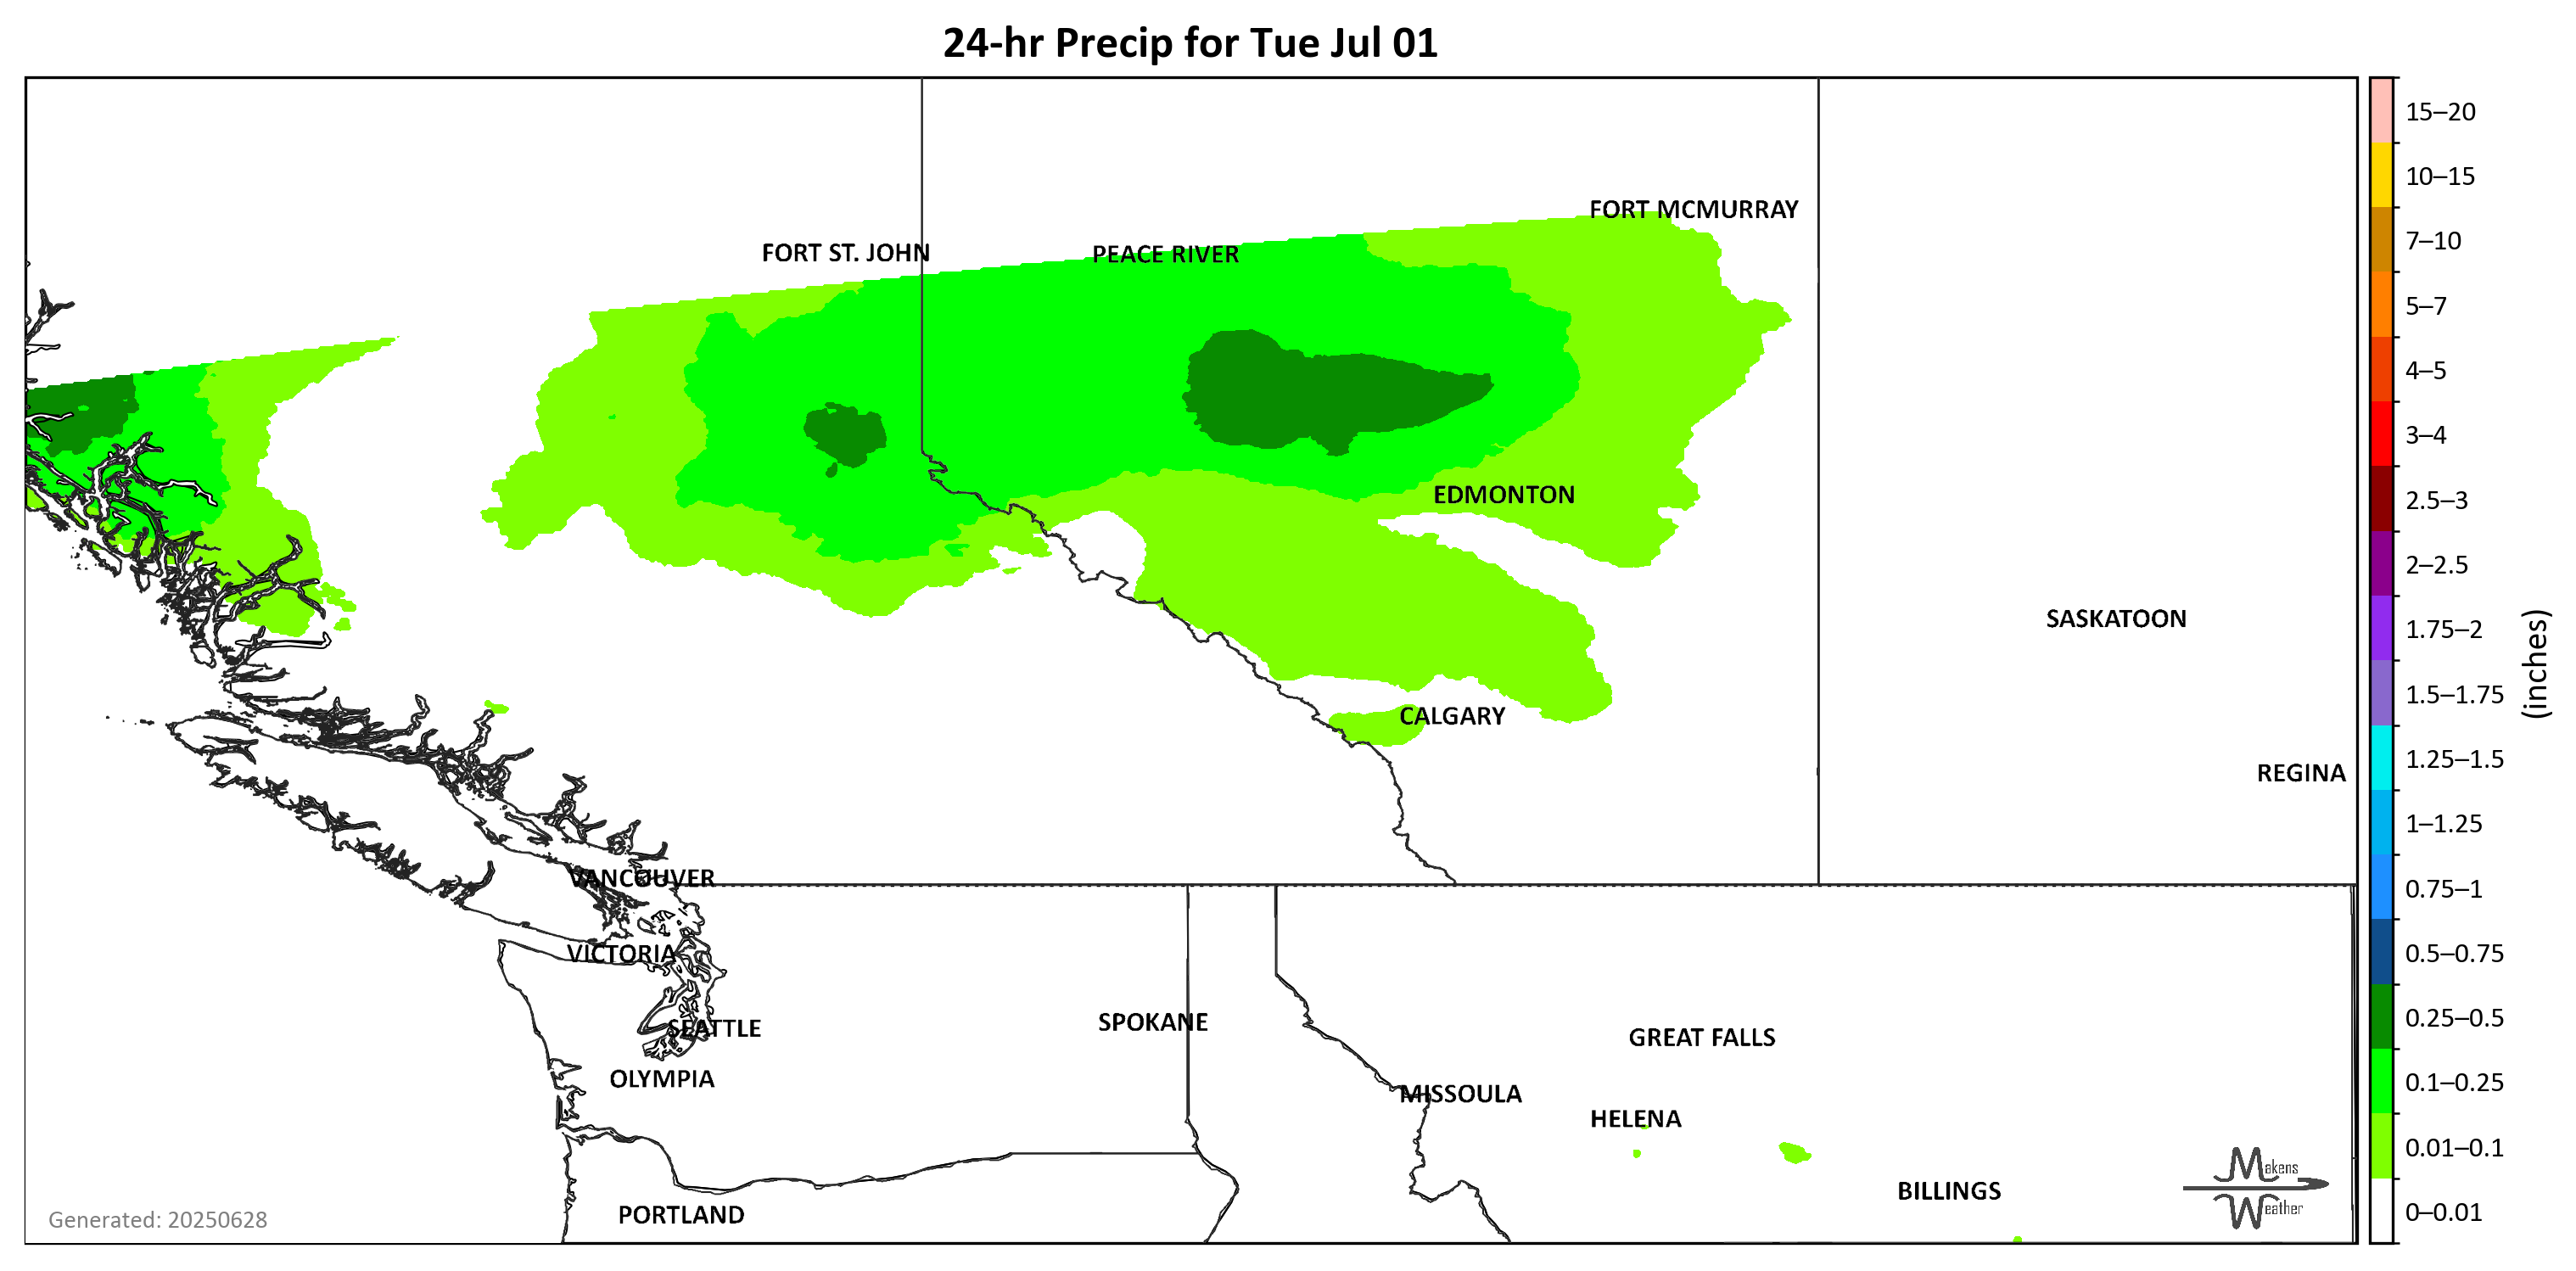 24-hr Precip for Tue Jul 01
FORT MCMURRAY
FORT ST. JOHN
PEACE RIVER
EDMONTON
SASKATOON
CALGARY
REGINA
VANCOUVER
VICTORIA
SPOKANE
SEATTLE
GREAT FALLS
OLYMPIA
MISSOULA
HELENA
BILLINGS
PORTLAND
Generated: 20250628
Makens
Weather
15–20
10–15
7–10
5–7
4–5
3–4
2.5–3
2–2.5
1.75–2
1.5–1.75
1.25–1.5
1–1.25
0.75–1
0.5–0.75
0.25–0.5
0.1–0.25
0.01–0.1
0–0.01
(inches)